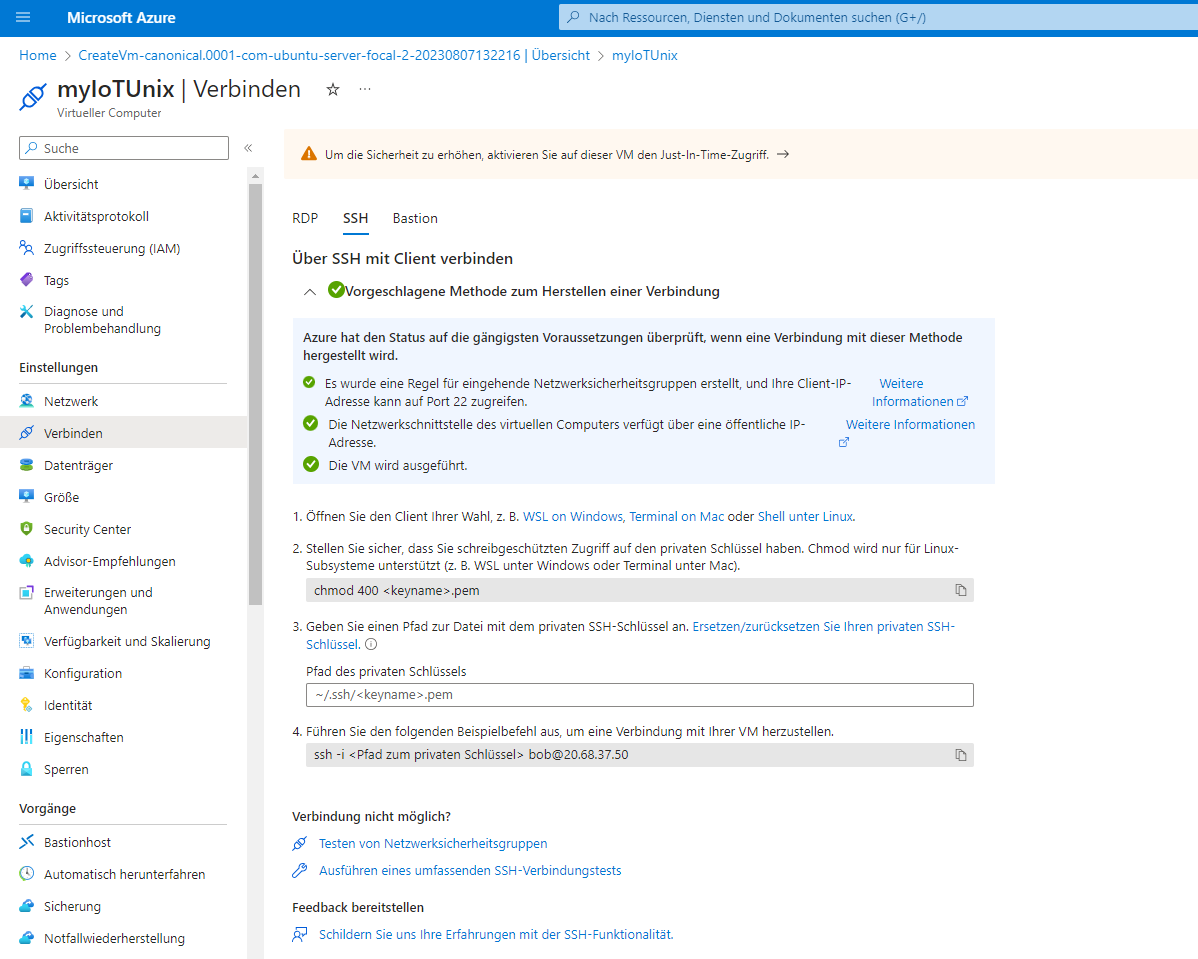 Microsoft Azure
Nach Ressourcen, Diensten und Dokumenten suchen (G+/)
Home > CreateVm-canonical.0001-com-ubuntu-server-focal-2-20230807132216 | Übersicht > myIoTUnix
myIoTUnix | Verbinden
Virtueller Computer
Suche
Übersicht
Aktivitätsprotokoll
Zugriffssteuerung (IAM)
Tags
Diagnose und
Problembehandlung
Einstellungen
Netzwerk
Verbinden
Datenträger
Größe
Security Center
Advisor-Empfehlungen
Erweiterungen und
Anwendungen
Verfügbarkeit und Skalierung
Konfiguration
Identität
Eigenschaften
Sperren
Vorgänge
Bastionhost
Automatisch herunterfahren
Sicherung
Notfallwiederherstellung
Um die Sicherheit zu erhöhen, aktivieren Sie auf dieser VM den Just-In-Time-Zugriff. →
RDP SSH Bastion
Über SSH mit Client verbinden
Vorgeschlagene Methode zum Herstellen einer Verbindung
Azure hat den Status auf die gängigsten Voraussetzungen überprüft, wenn eine Verbindung mit dieser Methode
hergestellt wird.
Es wurde eine Regel für eingehende Netzwerksicherheitsgruppen erstellt, und Ihre Client-IP-
Adresse kann auf Port 22 zugreifen.
Weitere
Informationen
Die Netzwerkschnittstelle des virtuellen Computers verfügt über eine öffentliche IP-
Adresse.
Weitere Informationen
Die VM wird ausgeführt.
1. Öffnen Sie den Client Ihrer Wahl, z. B. WSL on Windows, Terminal on Mac oder Shell unter Linux.
2. Stellen Sie sicher, dass Sie schreibgeschützten Zugriff auf den privaten Schlüssel haben. Chmod wird nur für Linux-
Subsysteme unterstützt (z. B. WSL unter Windows oder Terminal unter Mac).
chmod 400 <keyname>.pem
3. Geben Sie einen Pfad zur Datei mit dem privaten SSH-Schlüssel an. Ersetzen/zurücksetzen Sie Ihren privaten SSH-
Schlüssel.
Pfad des privaten Schlüssels
~/.ssh/<keyname>.pem
4. Führen Sie den folgenden Beispielbefehl aus, um eine Verbindung mit Ihrer VM herzustellen.
ssh -i <Pfad zum privaten Schlüssel> bob@20.68.37.50
Verbindung nicht möglich?
Testen von Netzwerksicherheitsgruppen
Ausführen eines umfassenden SSH-Verbindungstests
Feedback bereitstellen
Schildern Sie uns Ihre Erfahrungen mit der SSH-Funktionalität.